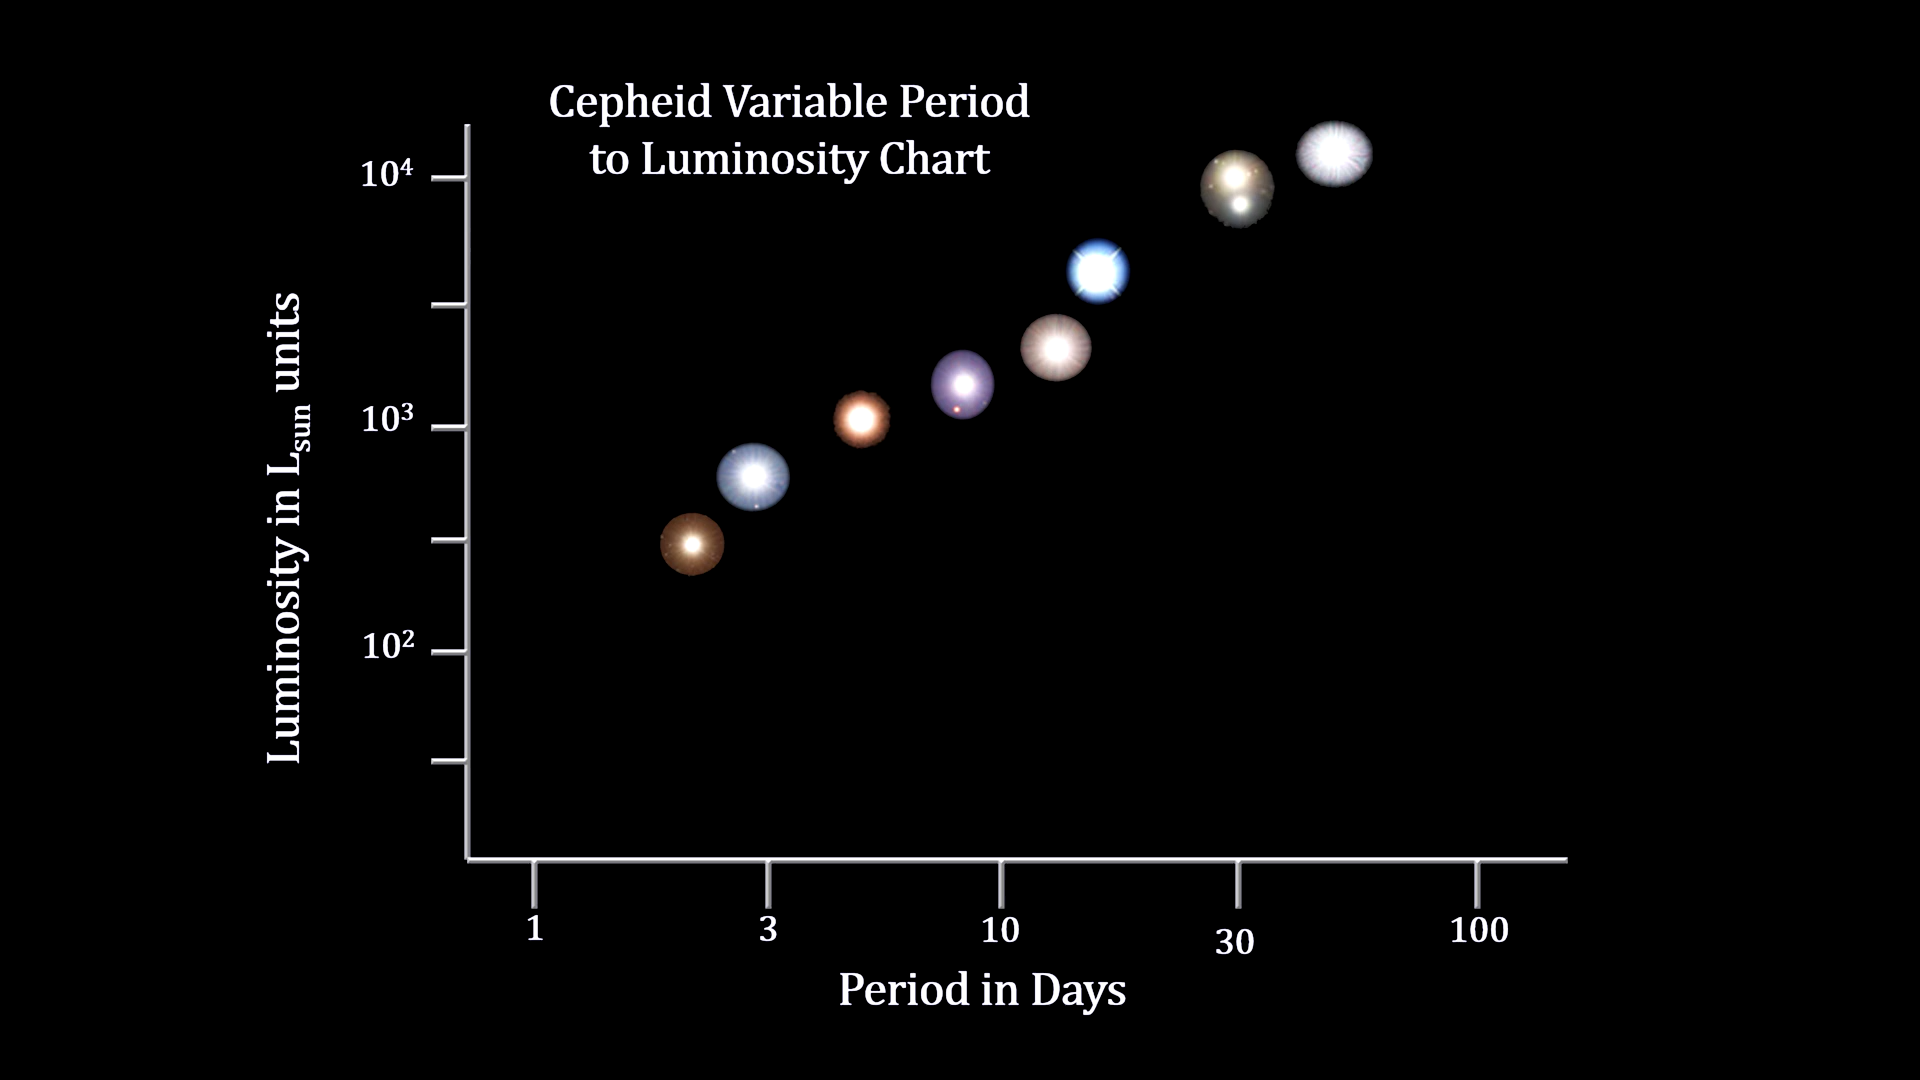 Cepheid Variable Period
to Luminosity Chart
10⁴
10³
10²
Luminosity in Lsun units
1
3
10
30
100
Period in Days